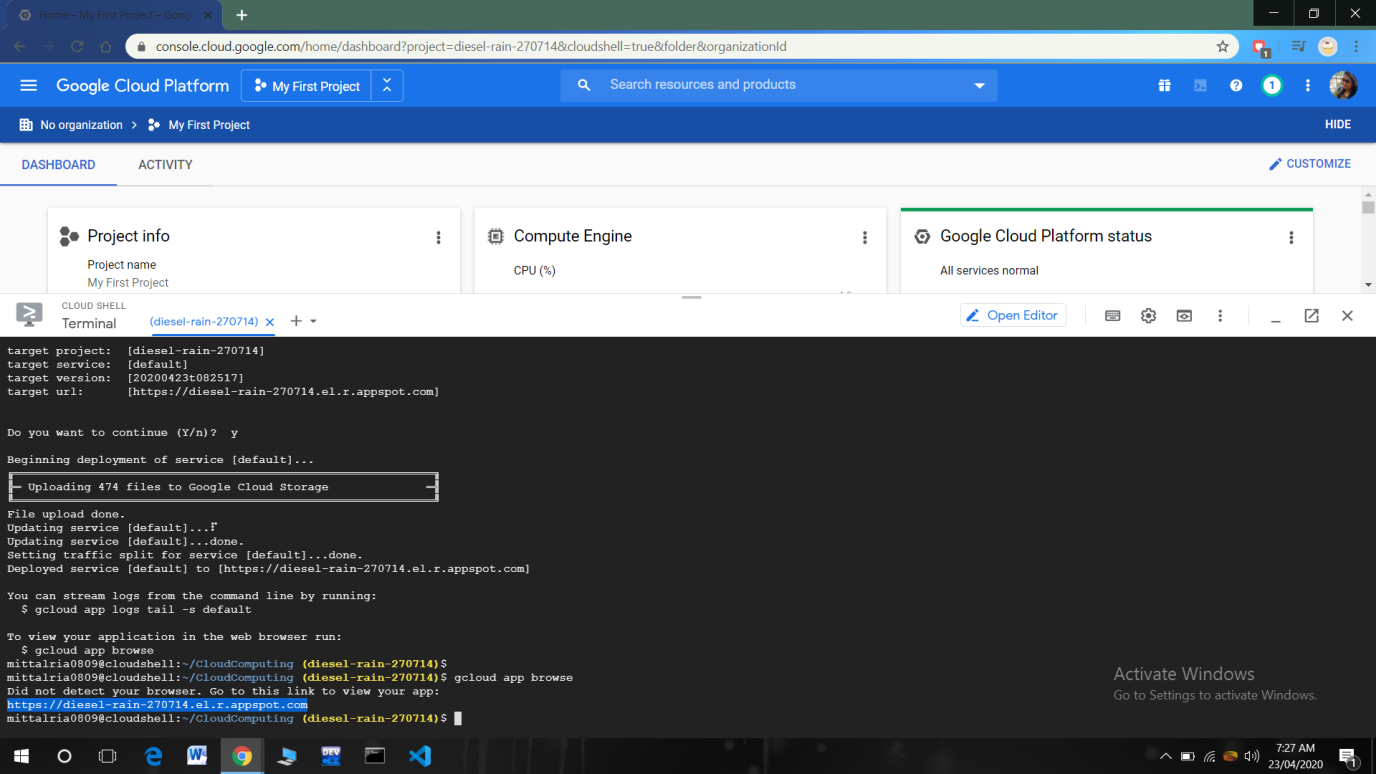 Home – My First Project – Googl
console.cloud.google.com/home/dashboard?project=diesel-rain-270714&cloudshell=true&folder&organizationId
1
Google Cloud Platform
My First Project
Search resources and products
1
No organization
My First Project
HIDE
DASHBOARD
ACTIVITY
CUSTOMIZE
Project info
Project name
My First Project
Compute Engine
CPU (%)
Google Cloud Platform status
All services normal
CLOUD SHELL
Terminal
(diesel-rain-270714)
Open Editor
target project: [diesel-rain-270714]
target service: [default]
target version: [20200423t082517]
target url: [https://diesel-rain-270714.el.r.appspot.com]
Do you want to continue (Y/n)? y
Beginning deployment of service [default]...
Uploading 474 files to Google Cloud Storage
File upload done.
Updating service [default]...
Updating service [default]...done.
Setting traffic split for service [default]...done.
Deployed service [default] to [https://diesel-rain-270714.el.r.appspot.com]
You can stream logs from the command line by running:
$ gcloud app logs tail -s default
To view your application in the web browser run:
$ gcloud app browse
mittalria0809@cloudshell:~/CloudComputing (diesel-rain-270714)$
mittalria0809@cloudshell:~/CloudComputing (diesel-rain-270714)$ gcloud app browse
Did not detect your browser. Go to this link to view your app:
https://diesel-rain-270714.el.r.appspot.com
mittalria0809@cloudshell:~/CloudComputing (diesel-rain-270714)$
Activate Windows
Go to Settings to activate Windows.
DEV
7:27 AM
23/04/2020
1